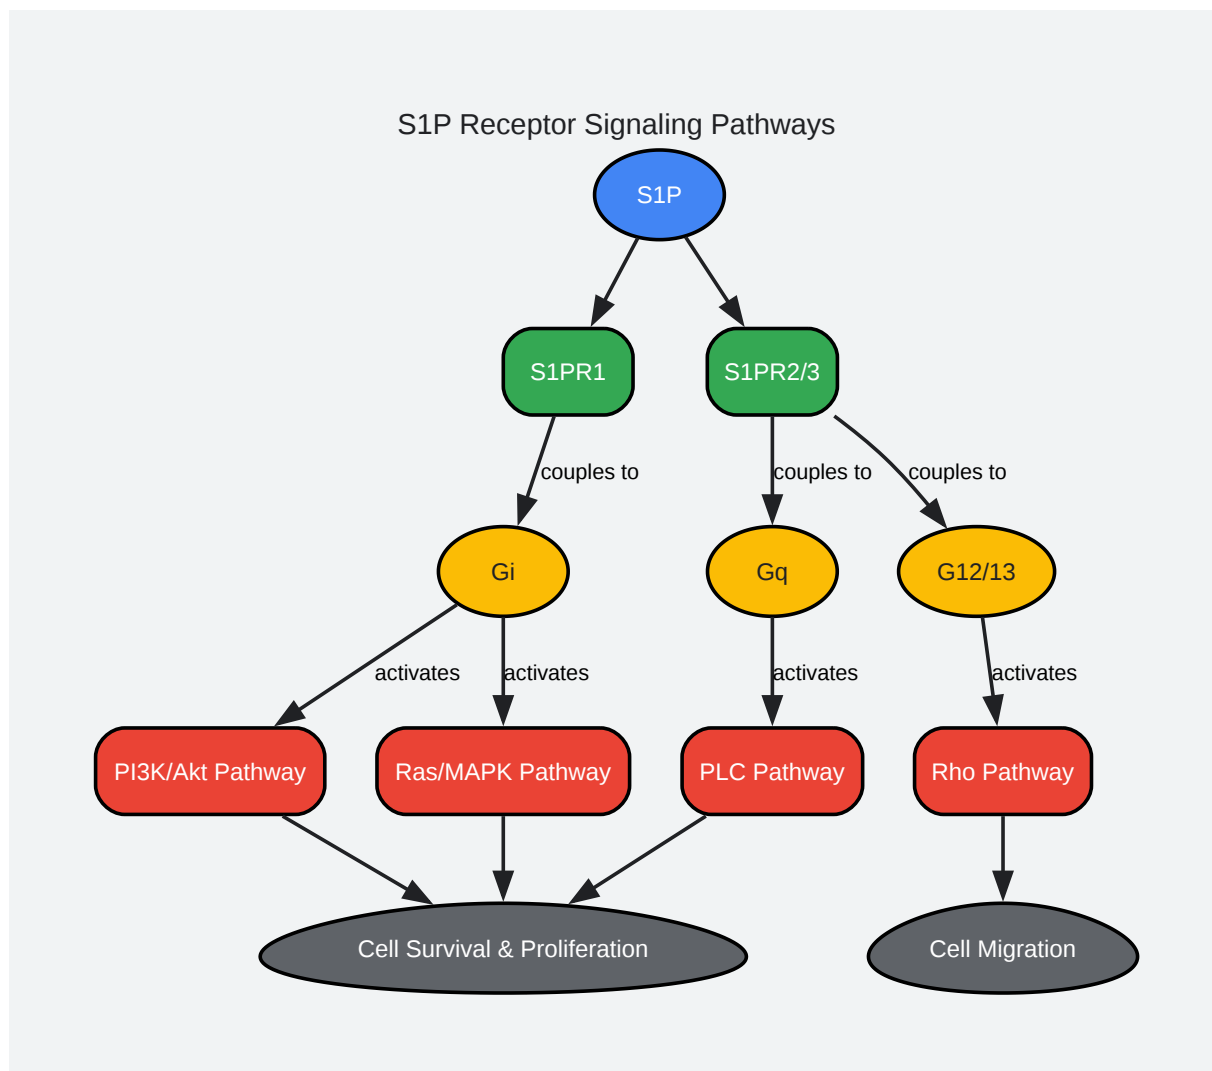 S1P Receptor Signaling Pathways
S1P
S1PR1
S1PR2/3
couples to
couples to
couples to
Gi
Gq
G12/13
activates
activates
activates
activates
PI3K/Akt Pathway
Ras/MAPK Pathway
PLC Pathway
Rho Pathway
Cell Survival & Proliferation
Cell Migration